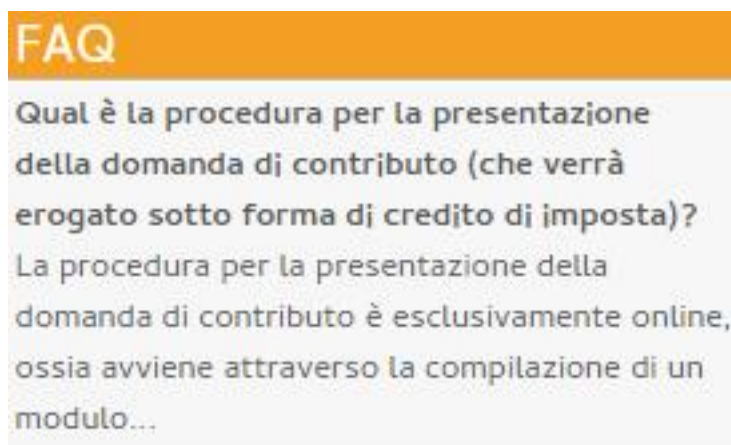 FAQ
Qual è la procedura per la presentazione
della domanda di contributo (che verrà
erogato sotto forma di credito di imposta)?
La procedura per la presentazione della
domanda di contributo è esclusivamente online,
ossia avviene attraverso la compilazione di un
modulo...